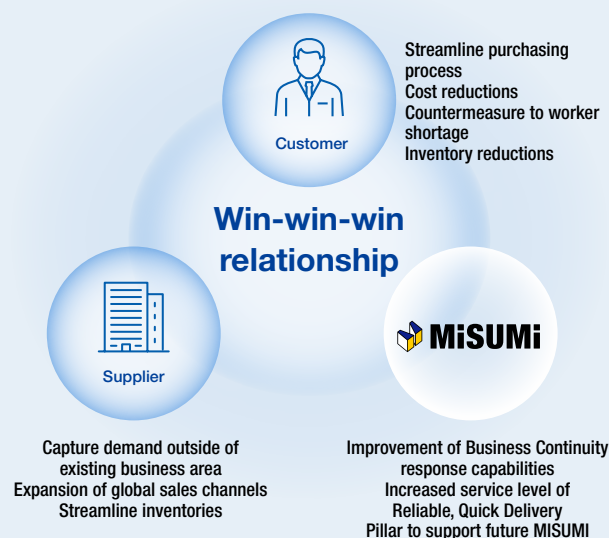 Streamline purchasing
process
Cost reductions
Countermeasure to worker
shortage
Inventory reductions
Customer
Win-win-win
relationship
Supplier
MiSUMi
Capture demand outside of
existing business area
Expansion of global sales channels
Streamline inventories
Improvement of Business Continuity
response capabilities
Increased service level of
Reliable, Quick Delivery
Pillar to support future MISUMI